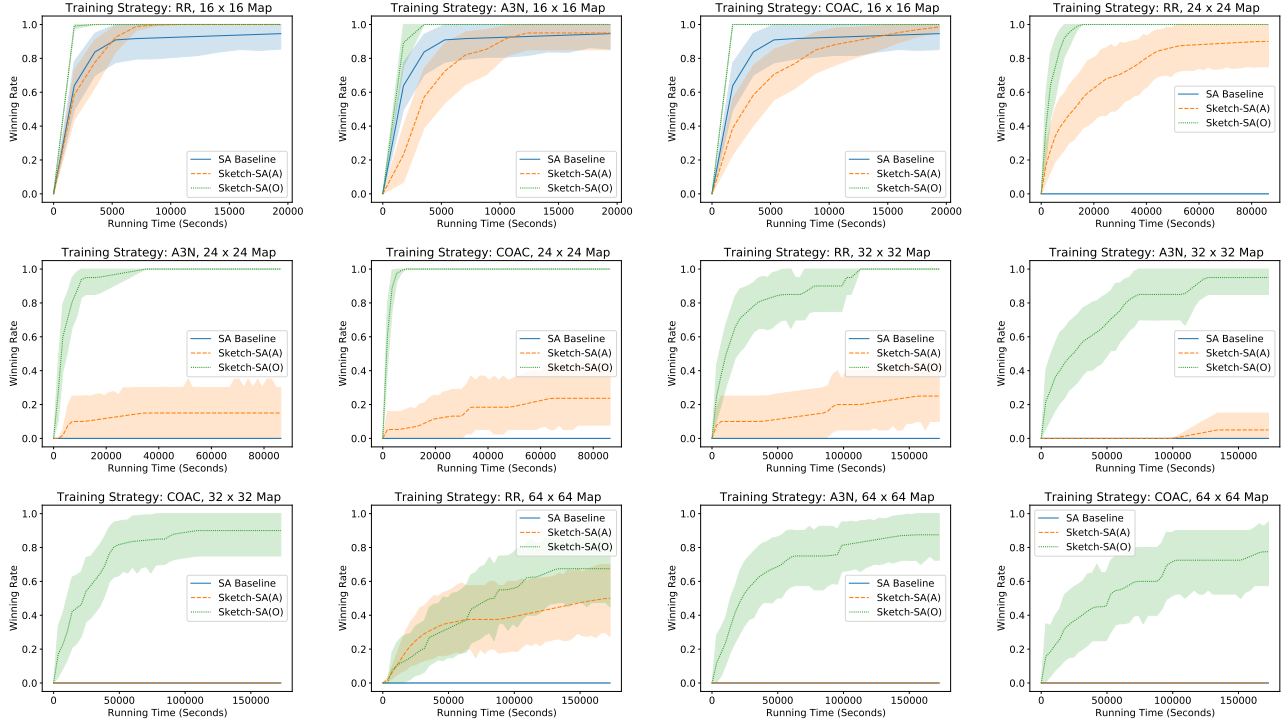 Training Strategy: RR, 16 x 16 Map
Winning Rate
1.0
0.8
0.6
0.4
0.2
0.0
SA Baseline
Sketch-SA(A)
Sketch-SA(O)
0 5000 10000 15000 20000
Running Time (Seconds)
Training Strategy: A3N, 16 x 16 Map
Winning Rate
1.0
0.8
0.6
0.4
0.2
0.0
SA Baseline
Sketch-SA(A)
Sketch-SA(O)
0 5000 10000 15000 20000
Running Time (Seconds)
Training Strategy: COAC, 16 x 16 Map
Winning Rate
1.0
0.8
0.6
0.4
0.2
0.0
SA Baseline
Sketch-SA(A)
Sketch-SA(O)
0 5000 10000 15000 20000
Running Time (Seconds)
Training Strategy: RR, 24 x 24 Map
Winning Rate
1.0
0.8
0.6
0.4
0.2
0.0
SA Baseline
Sketch-SA(A)
Sketch-SA(O)
0 20000 40000 60000 80000
Running Time (Seconds)
Training Strategy: A3N, 24 x 24 Map
Winning Rate
1.0
0.8
0.6
0.4
0.2
0.0
SA Baseline
Sketch-SA(A)
Sketch-SA(O)
0 20000 40000 60000 80000
Running Time (Seconds)
Training Strategy: COAC, 24 x 24 Map
Winning Rate
1.0
0.8
0.6
0.4
0.2
0.0
SA Baseline
Sketch-SA(A)
Sketch-SA(O)
0 20000 40000 60000 80000
Running Time (Seconds)
Training Strategy: RR, 32 x 32 Map
Winning Rate
1.0
0.8
0.6
0.4
0.2
0.0
SA Baseline
Sketch-SA(A)
Sketch-SA(O)
0 50000 100000 150000
Running Time (Seconds)
Training Strategy: A3N, 32 x 32 Map
Winning Rate
1.0
0.8
0.6
0.4
0.2
0.0
SA Baseline
Sketch-SA(A)
Sketch-SA(O)
0 50000 100000 150000
Running Time (Seconds)
Training Strategy: COAC, 32 x 32 Map
Winning Rate
1.0
0.8
0.6
0.4
0.2
0.0
SA Baseline
Sketch-SA(A)
Sketch-SA(O)
0 50000 100000 150000
Running Time (Seconds)
Training Strategy: RR, 64 x 64 Map
Winning Rate
1.0
0.8
0.6
0.4
0.2
0.0
SA Baseline
Sketch-SA(A)
Sketch-SA(O)
0 50000 100000 150000
Running Time (Seconds)
Training Strategy: A3N, 64 x 64 Map
Winning Rate
1.0
0.8
0.6
0.4
0.2
0.0
SA Baseline
Sketch-SA(A)
Sketch-SA(O)
0 50000 100000 150000
Running Time (Seconds)
Training Strategy: COAC, 64 x 64 Map
Winning Rate
1.0
0.8
0.6
0.4
0.2
0.0
SA Baseline
Sketch-SA(A)
Sketch-SA(O)
0 50000 100000 150000
Running Time (Seconds)